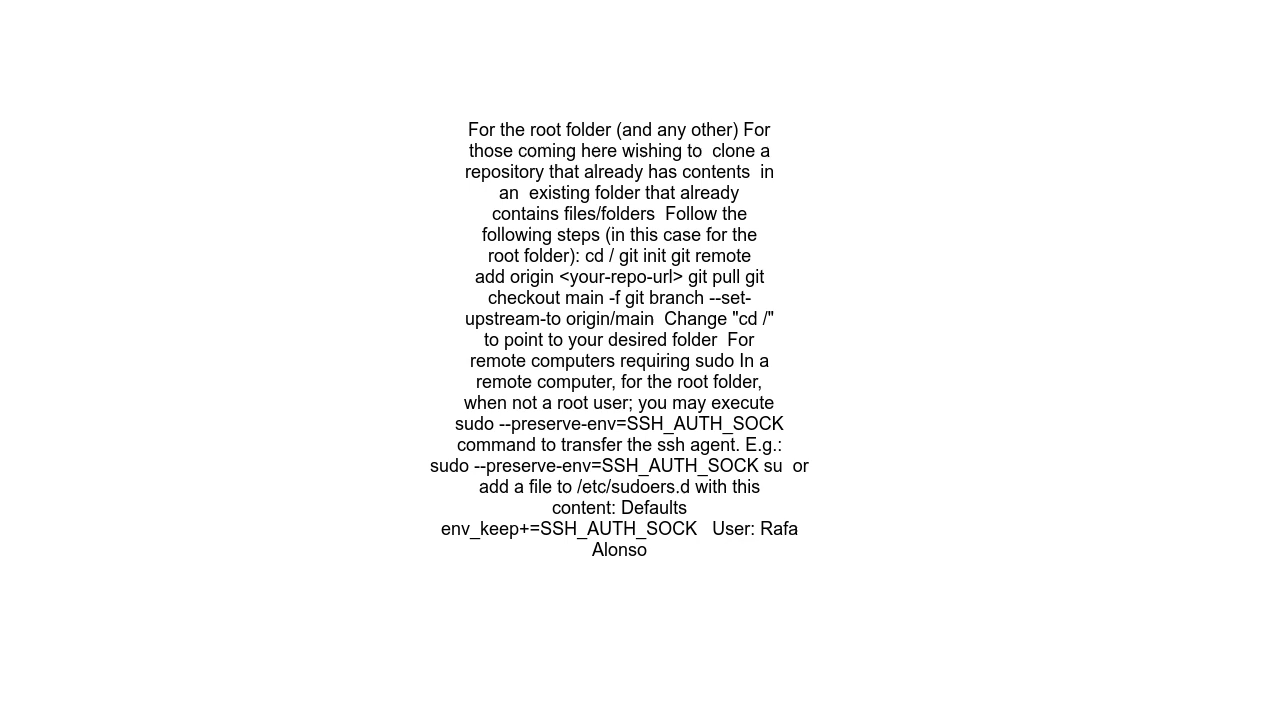 For the root folder (and any other) For
those coming here wishing to  clone a
repository that already has contents  in
an  existing folder that already
contains files/folders  Follow the
following steps (in this case for the
root folder): cd / git init git remote
add origin <your-repo-url> git pull git
checkout main -f git branch --set-
upstream-to origin/main  Change "cd /"
to point to your desired folder  For
remote computers requiring sudo In a
remote computer, for the root folder,
when not a root user; you may execute
sudo --preserve-env=SSH_AUTH_SOCK
command to transfer the ssh agent. E.g.:
sudo --preserve-env=SSH_AUTH_SOCK su  or
add a file to /etc/sudoers.d with this
content: Defaults
env_keep+=SSH_AUTH_SOCK   User: Rafa
Alonso